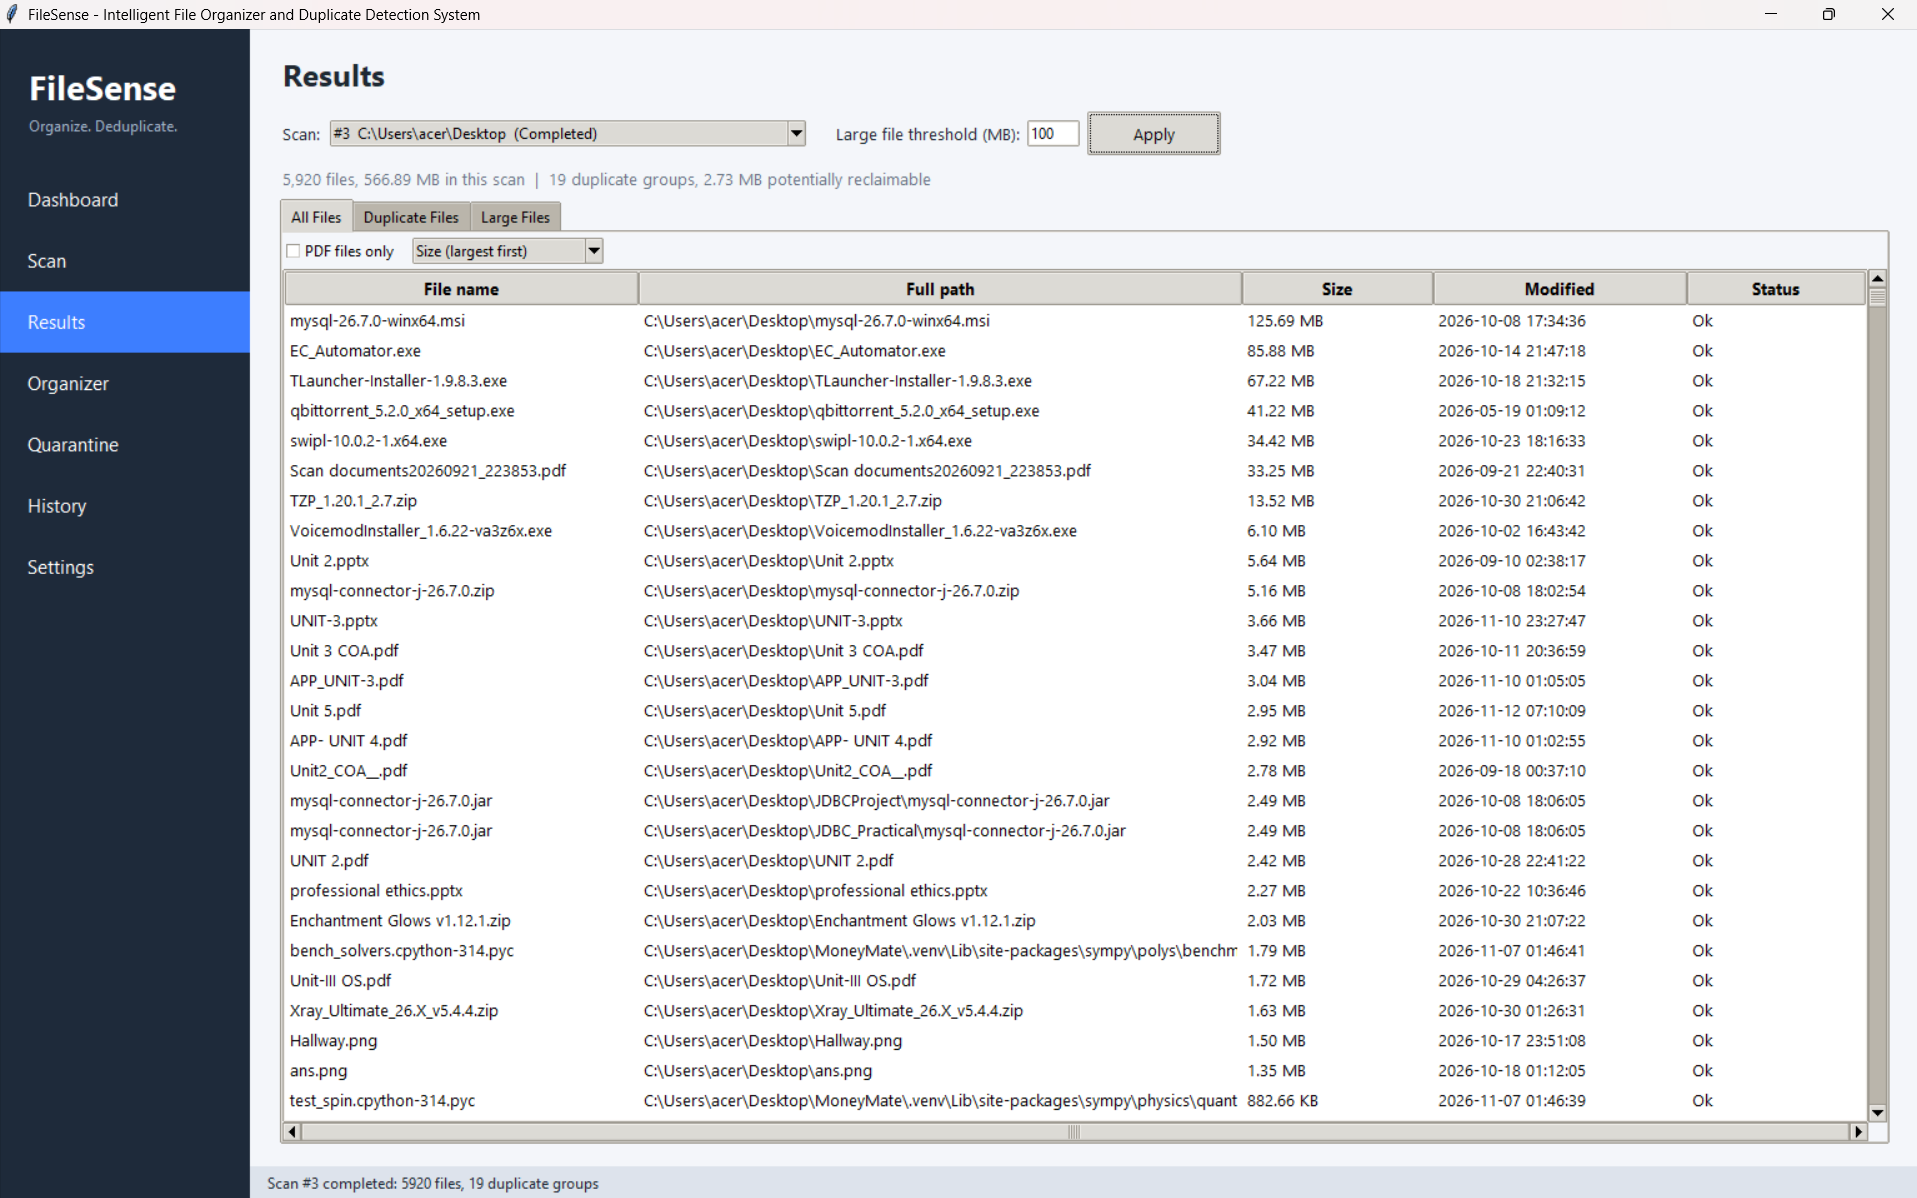 FileSense - Intelligent File Organizer and Duplicate Detection System
FileSense
Organize. Deduplicate.
Dashboard
Scan
Results
Organizer
Quarantine
History
Settings
Results
Scan: #3 C:\Users\acer\Desktop (Completed) Large file threshold (MB): 100 Apply
5,920 files, 566.89 MB in this scan | 19 duplicate groups, 2.73 MB potentially reclaimable
All Files Duplicate Files Large Files
PDF files only Size (largest first)
File name Full path Size Modified Status
mysql-26.7.0-winx64.msi C:\Users\acer\Desktop\mysql-26.7.0-winx64.msi 125.69 MB 2026-10-08 17:34:36 Ok
EC_Automator.exe C:\Users\acer\Desktop\EC_Automator.exe 85.88 MB 2026-10-14 21:47:18 Ok
TLauncher-Installer-1.9.8.3.exe C:\Users\acer\Desktop\TLauncher-Installer-1.9.8.3.exe 67.22 MB 2026-10-18 21:32:15 Ok
qbittorrent_5.2.0_x64_setup.exe C:\Users\acer\Desktop\qbittorrent_5.2.0_x64_setup.exe 41.22 MB 2026-05-19 01:09:12 Ok
swipl-10.0.2-1.x64.exe C:\Users\acer\Desktop\swipl-10.0.2-1.x64.exe 34.42 MB 2026-10-23 18:16:33 Ok
Scan documents20260921_223853.pdf C:\Users\acer\Desktop\Scan documents20260921_223853.pdf 33.25 MB 2026-09-21 22:40:31 Ok
TZP_1.20.1_2.7.zip C:\Users\acer\Desktop\TZP_1.20.1_2.7.zip 13.52 MB 2026-10-30 21:06:42 Ok
VoicemodInstaller_1.6.22-va3z6x.exe C:\Users\acer\Desktop\VoicemodInstaller_1.6.22-va3z6x.exe 6.10 MB 2026-10-02 16:43:42 Ok
Unit 2.pptx C:\Users\acer\Desktop\Unit 2.pptx 5.64 MB 2026-09-10 02:38:17 Ok
mysql-connector-j-26.7.0.zip C:\Users\acer\Desktop\mysql-connector-j-26.7.0.zip 5.16 MB 2026-10-08 18:02:54 Ok
UNIT-3.pptx C:\Users\acer\Desktop\UNIT-3.pptx 3.66 MB 2026-11-10 23:27:47 Ok
Unit 3 COA.pdf C:\Users\acer\Desktop\Unit 3 COA.pdf 3.47 MB 2026-10-11 20:36:59 Ok
APP_UNIT-3.pdf C:\Users\acer\Desktop\APP_UNIT-3.pdf 3.04 MB 2026-11-10 01:05:05 Ok
Unit 5.pdf C:\Users\acer\Desktop\Unit 5.pdf 2.95 MB 2026-11-12 07:10:09 Ok
APP- UNIT 4.pdf C:\Users\acer\Desktop\APP- UNIT 4.pdf 2.92 MB 2026-11-10 01:02:55 Ok
Unit2_COA__.pdf C:\Users\acer\Desktop\Unit2_COA__.pdf 2.78 MB 2026-09-18 00:37:10 Ok
mysql-connector-j-26.7.0.jar C:\Users\acer\Desktop\JDBCProject\mysql-connector-j-26.7.0.jar 2.49 MB 2026-10-08 18:06:05 Ok
mysql-connector-j-26.7.0.jar C:\Users\acer\Desktop\JDBC_Practical\mysql-connector-j-26.7.0.jar 2.49 MB 2026-10-08 18:06:05 Ok
UNIT 2.pdf C:\Users\acer\Desktop\UNIT 2.pdf 2.42 MB 2026-10-28 22:41:22 Ok
professional ethics.pptx C:\Users\acer\Desktop\professional ethics.pptx 2.27 MB 2026-10-22 10:36:46 Ok
Enchantment Glows v1.12.1.zip C:\Users\acer\Desktop\Enchantment Glows v1.12.1.zip 2.03 MB 2026-10-30 21:07:22 Ok
bench_solvers.cpython-314.pyc C:\Users\acer\Desktop\MoneyMate\.venv\Lib\site-packages\sympy\polys\benchm 1.79 MB 2026-11-07 01:46:41 Ok
Unit-III OS.pdf C:\Users\acer\Desktop\Unit-III OS.pdf 1.72 MB 2026-10-29 04:26:37 Ok
Xray_Ultimate_26.X_v5.4.4.zip C:\Users\acer\Desktop\Xray_Ultimate_26.X_v5.4.4.zip 1.63 MB 2026-10-30 01:26:31 Ok
Hallway.png C:\Users\acer\Desktop\Hallway.png 1.50 MB 2026-10-17 23:51:08 Ok
ans.png C:\Users\acer\Desktop\ans.png 1.35 MB 2026-10-18 01:12:05 Ok
test_spin.cpython-314.pyc C:\Users\acer\Desktop\MoneyMate\.venv\Lib\site-packages\sympy\physics\quant 882.66 KB 2026-11-07 01:46:39 Ok
Scan #3 completed: 5920 files, 19 duplicate groups